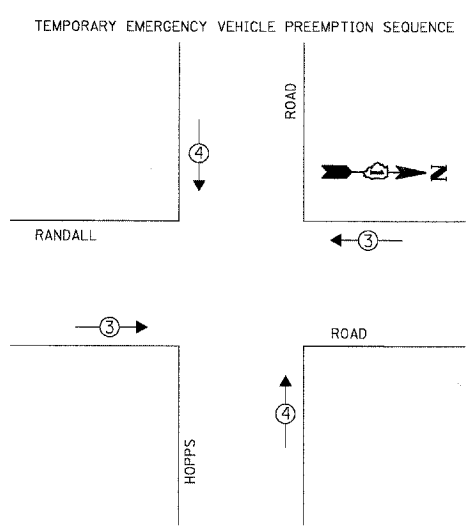 TEMPORARY EMERGENCY VEHICLE PREEMPTION SEQUENCE
ROAD
4
N
RANDALL
3
3
ROAD
4
HOPPS